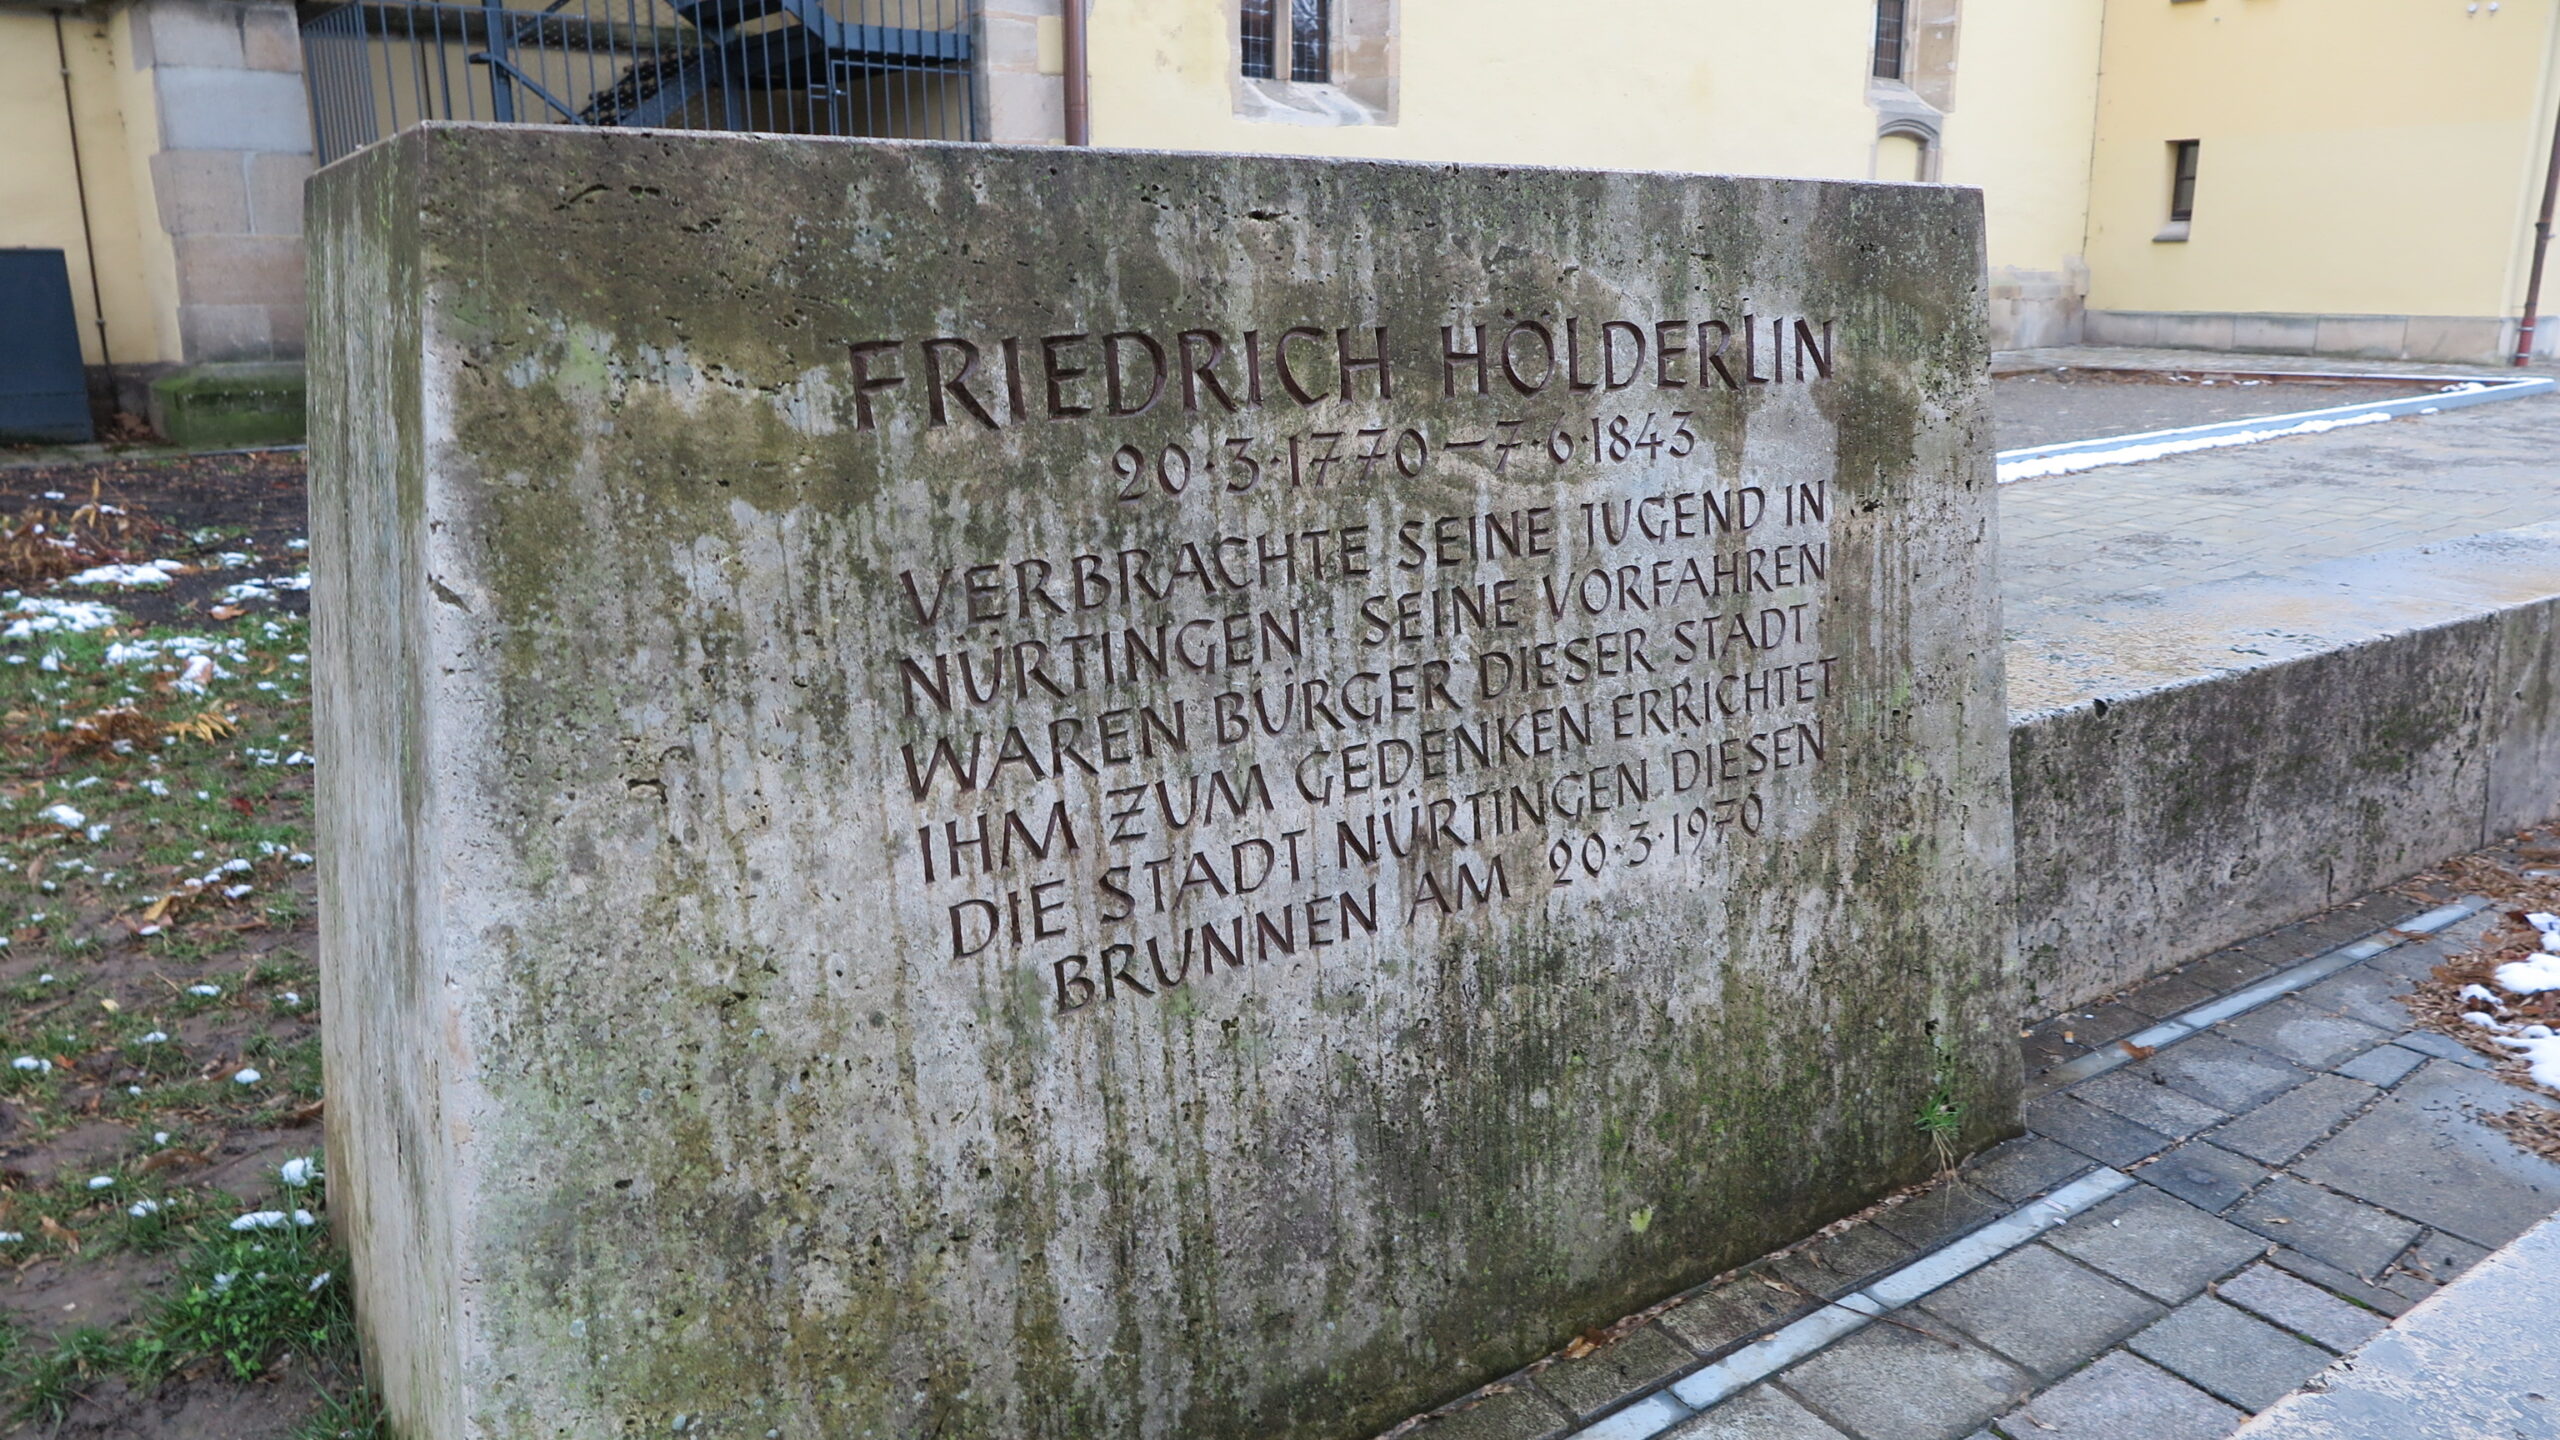 FRIEDRICH HÖLDERLIN
20·3·1770–7·6·1843
VERBRACHTE SEINE JUGEND IN
NÜRTINGEN · SEINE VORFAHREN
WAREN BÜRGER DIESER STADT·
IHM ZUM GEDENKEN ERRICHTET
DIE STADT NÜRTINGEN DIESEN
BRUNNEN AM 20·3·1970